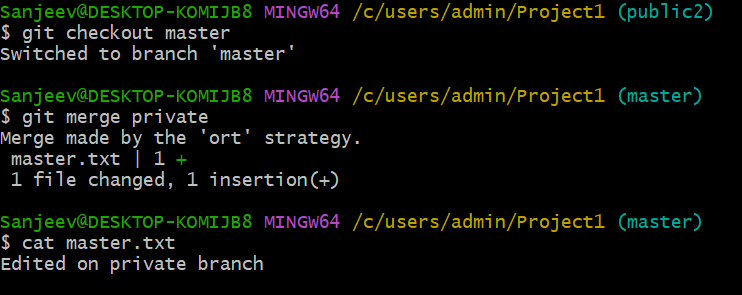 Sanjeev@DESKTOP-KOMIJB8 MINGW64 /c/users/admin/Project1 (public2)
$ git checkout master
Switched to branch 'master'
Sanjeev@DESKTOP-KOMIJB8 MINGW64 /c/users/admin/Project1 (master)
$ git merge private
Merge made by the 'ort' strategy.
 master.txt | 1 +
 1 file changed, 1 insertion(+)
Sanjeev@DESKTOP-KOMIJB8 MINGW64 /c/users/admin/Project1 (master)
$ cat master.txt
Edited on private branch